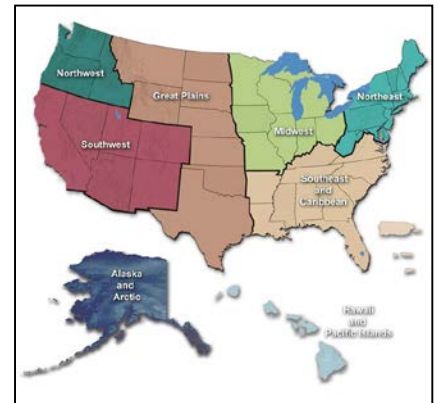 Northwest
Great Plains
Midwest
Northeast
Southwest
Southeast
and
Caribbean
Alaska
and
Arctic
Hawaii
and
Pacific Islands